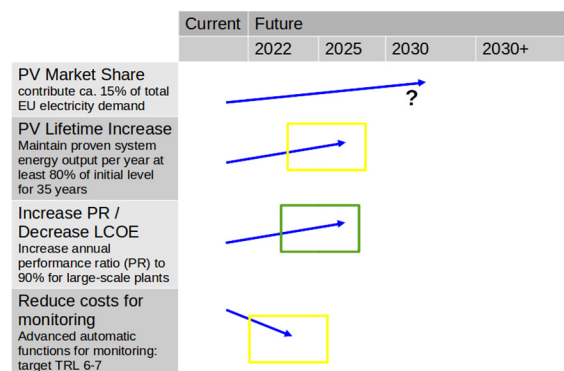 Current Future
2022 2025 2030 2030+
PV Market Share
contribute ca. 15% of total
EU electricity demand
?
PV Lifetime Increase
Maintain proven system
energy output per year at
least 80% of initial level
for 35 years
Increase PR /
Decrease LCOE
Increase annual
performance ratio (PR) to
90% for large-scale plants
Reduce costs for
monitoring
Advanced automatic
functions for monitoring:
target TRL 6-7